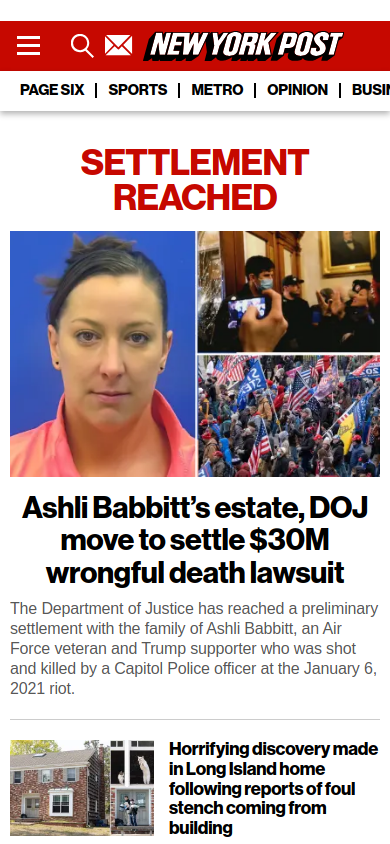 NEW YORK POST
PAGE SIX
SPORTS
METRO
OPINION
BUSIN
SETTLEMENT
REACHED
Ashli Babbitt’s estate, DOJ
move to settle $30M
wrongful death lawsuit
The Department of Justice has reached a preliminary
settlement with the family of Ashli Babbitt, an Air
Force veteran and Trump supporter who was shot
and killed by a Capitol Police officer at the January 6,
2021 riot.
Horrifying discovery made
in Long Island home
following reports of foul
stench coming from
building